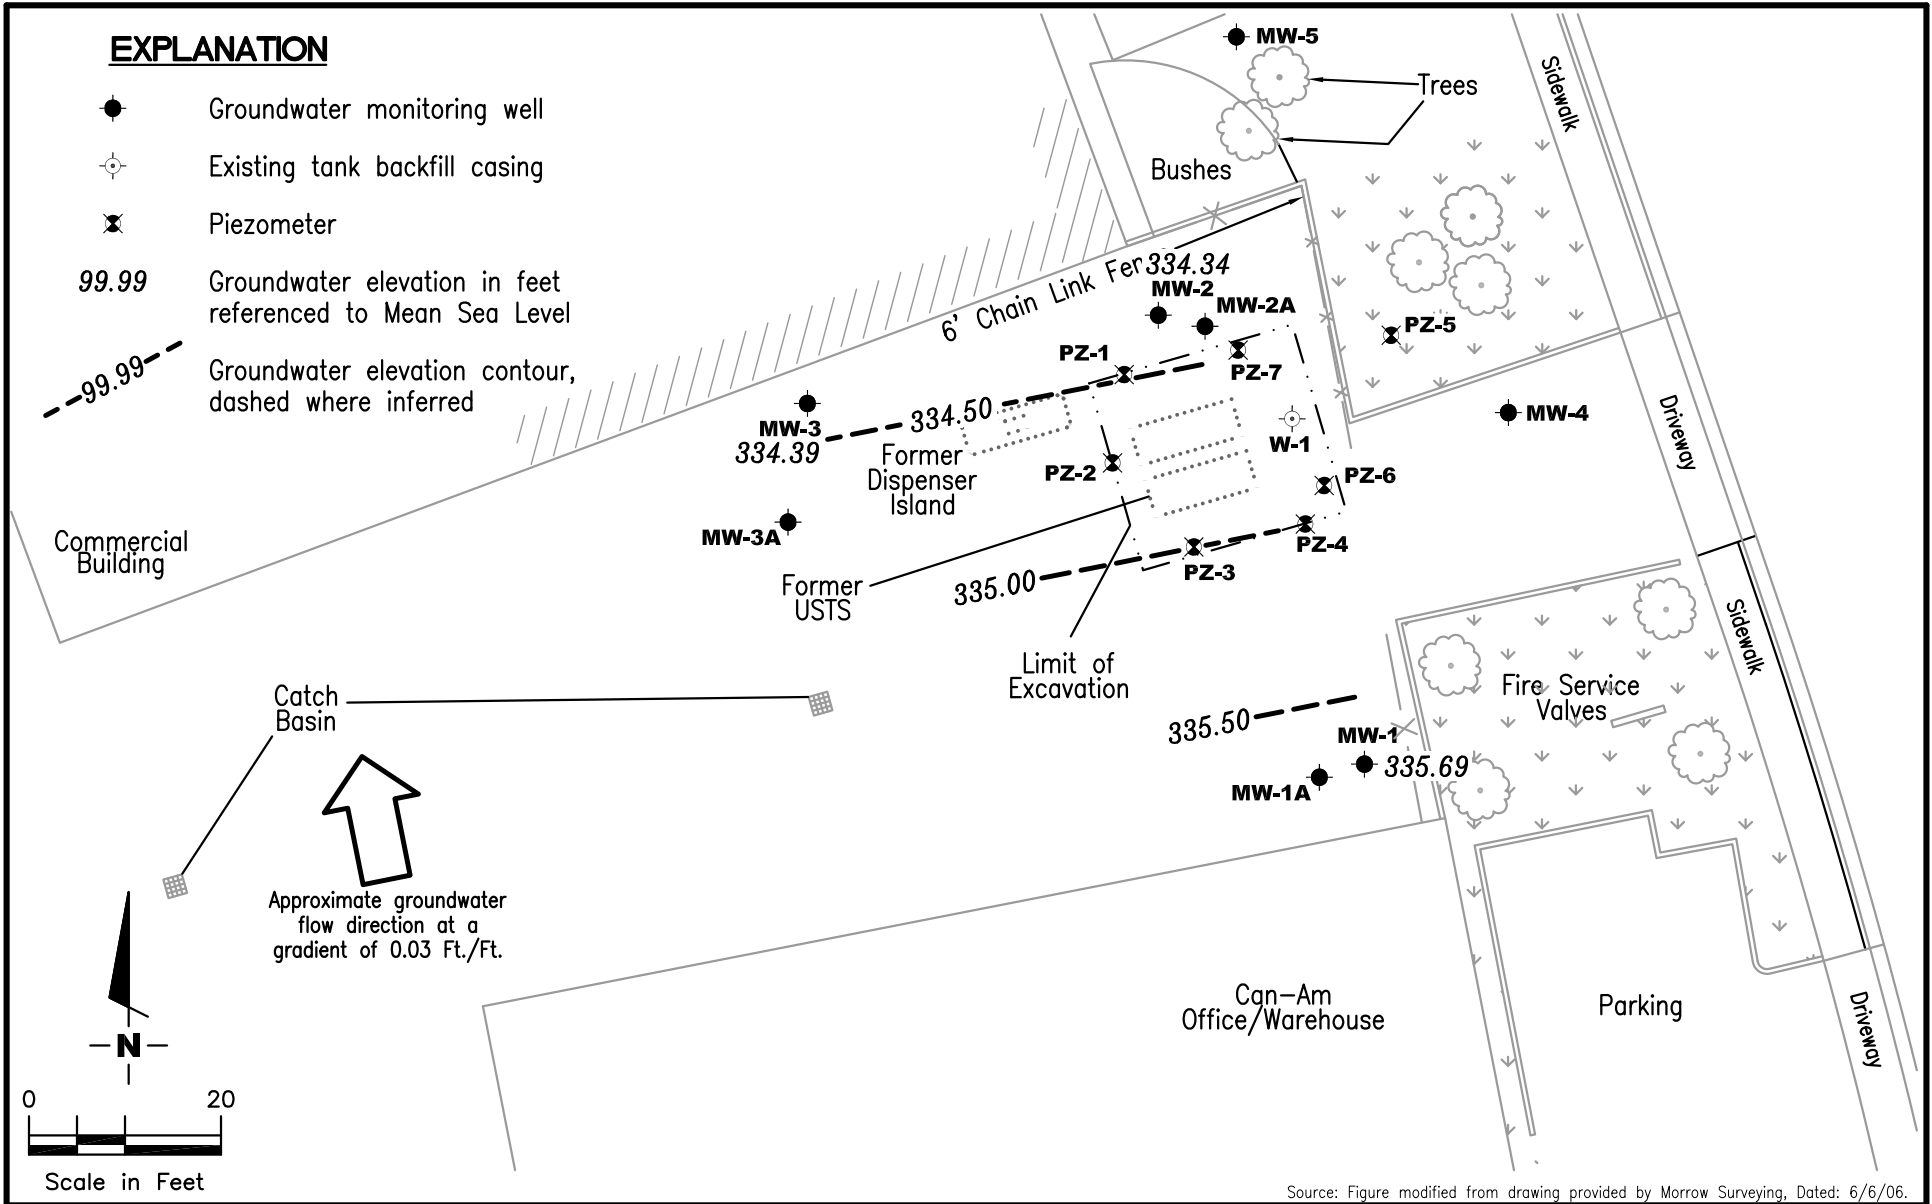 EXPLANATION
Groundwater monitoring well
Existing tank backfill casing
Piezometer
99.99
Groundwater elevation in feet
referenced to Mean Sea Level
99.99
Groundwater elevation contour,
dashed where inferred
MW-5
Trees
Sidewalk
Bushes
6' Chain Link Fen
334.34
MW-2
MW-2A
PZ-5
PZ-1
PZ-7
MW-3
334.39
334.50
MW-4
Driveway
W-1
Former
Dispenser
Island
PZ-2
PZ-6
MW-3A
PZ-4
PZ-3
Commercial
Building
Former
USTS
335.00
Limit of
Excavation
Sidewalk
Catch
Basin
Fire Service
Valves
335.50
MW-1
335.69
MW-1A
Approximate groundwater
flow direction at a
gradient of 0.03 Ft./Ft.
Can-Am
Office/Warehouse
Parking
Driveway
N
0 20
Scale in Feet
Source: Figure modified from drawing provided by Morrow Surveying, Dated: 6/6/06.